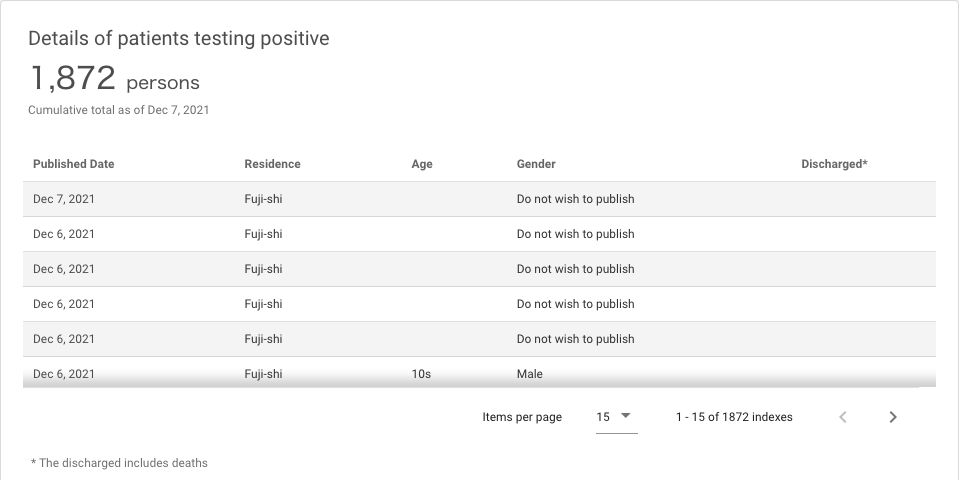 Details of patients testing positive
1,872 persons
Cumulative total as of Dec 7, 2021
Published Date Residence Age Gender Discharged*
Dec 7, 2021 Fuji-shi Do not wish to publish
Dec 6, 2021 Fuji-shi Do not wish to publish
Dec 6, 2021 Fuji-shi Do not wish to publish
Dec 6, 2021 Fuji-shi Do not wish to publish
Dec 6, 2021 Fuji-shi Do not wish to publish
Dec 6, 2021 Fuji-shi 10s Male
Items per page 15 1 - 15 of 1872 indexes
* The discharged includes deaths